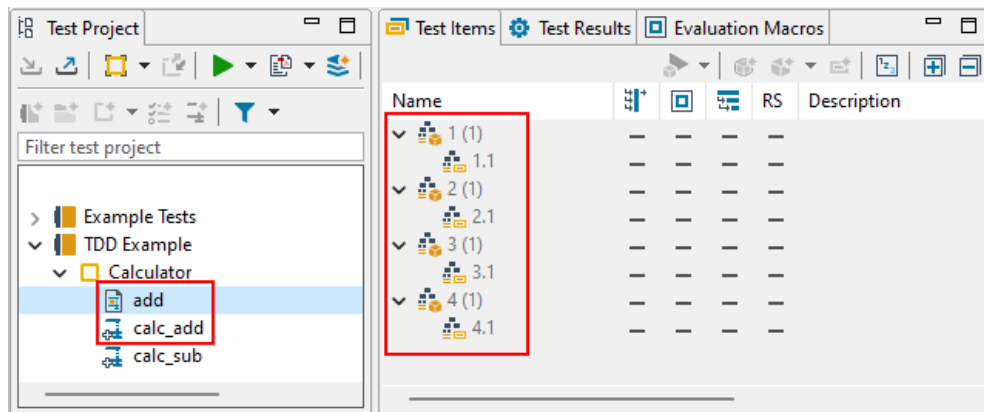 Test Project
Filter test project
Example Tests
TDD Example
Calculator
add
calc_add
calc_sub
Test Items Test Results Evaluation Macros
Name RS Description
1 (1)
1.1
2 (1)
2.1
3 (1)
3.1
4 (1)
4.1